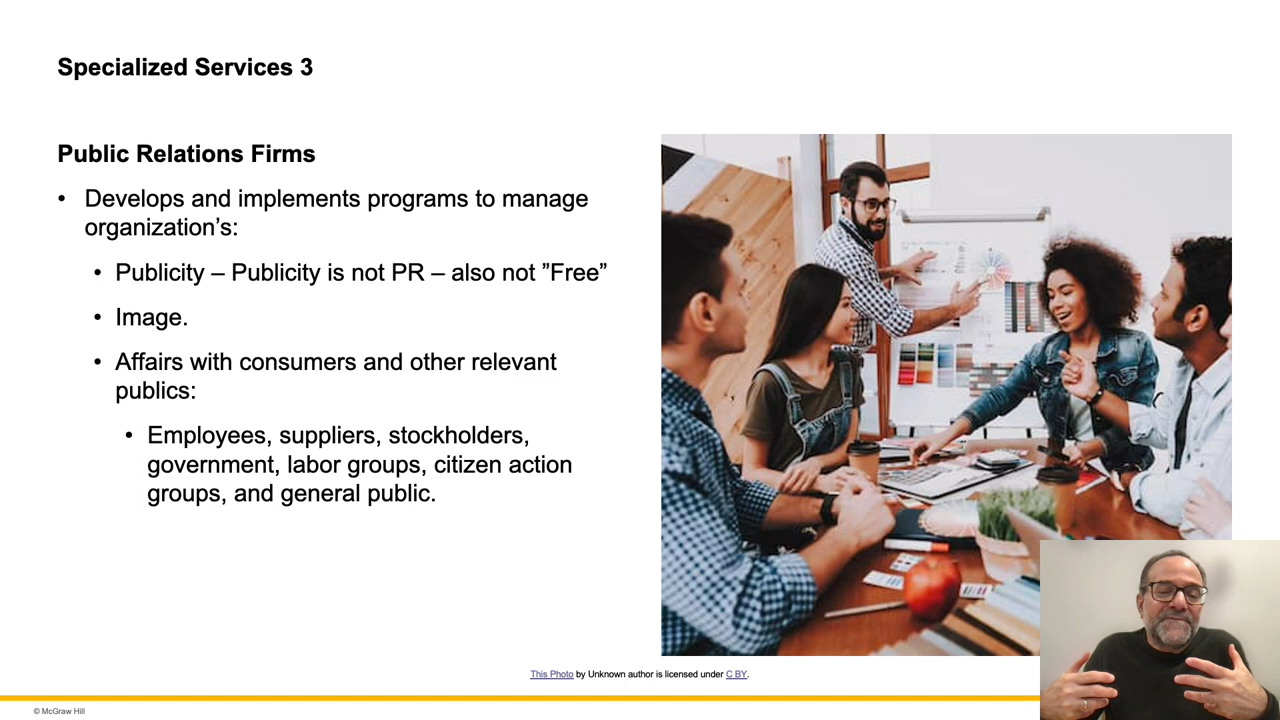 Specialized Services 3
Public Relations Firms
• Develops and implements programs to manage
organization’s:
• Publicity – Publicity is not PR – also not ”Free”
• Image.
• Affairs with consumers and other relevant
publics:
• Employees, suppliers, stockholders,
government, labor groups, citizen action
groups, and general public.
This Photo by Unknown author is licensed under C BY.
© McGraw Hill